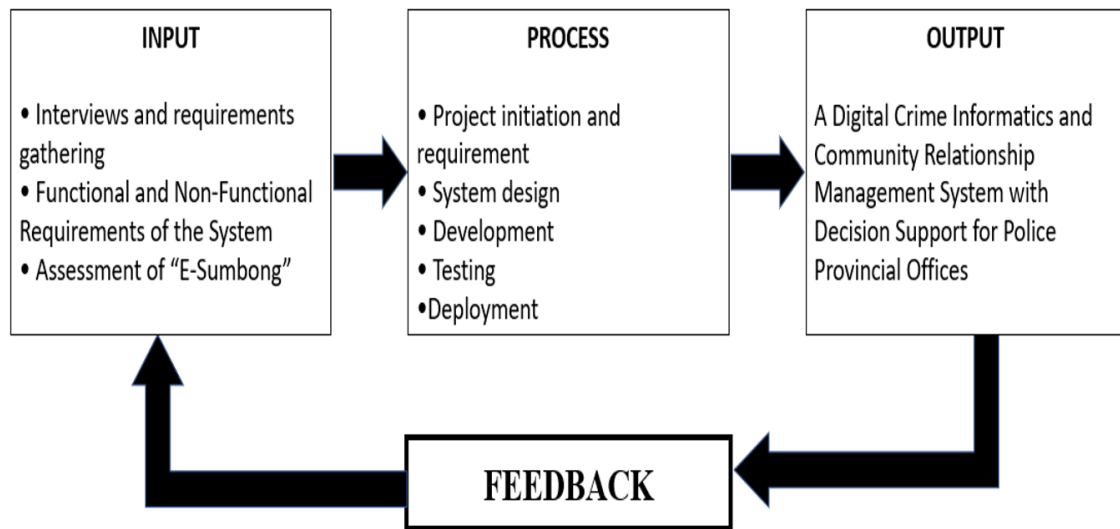 INPUT
• Interviews and requirements
gathering
• Functional and Non-Functional
Requirements of the System
• Assessment of “E-Sumbong”
PROCESS
• Project initiation and
requirement
• System design
• Development
• Testing
•Deployment
OUTPUT
A Digital Crime Informatics and
Community Relationship
Management System with
Decision Support for Police
Provincial Offices
FEEDBACK